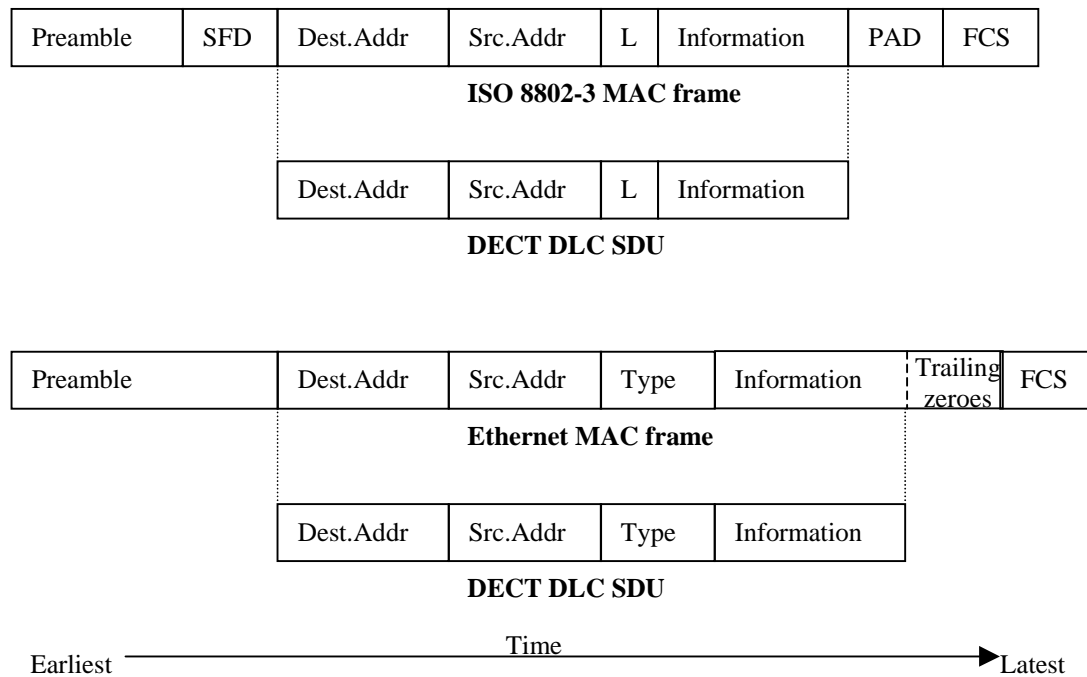 Preamble SFD Dest.Addr Src.Addr L Information PAD FCS
ISO 8802-3 MAC frame
Dest.Addr Src.Addr L Information
DECT DLC SDU
Preamble Dest.Addr Src.Addr Type Information Trailing zeroes FCS
Ethernet MAC frame
Dest.Addr Src.Addr Type Information
DECT DLC SDU
Time
Earliest Latest